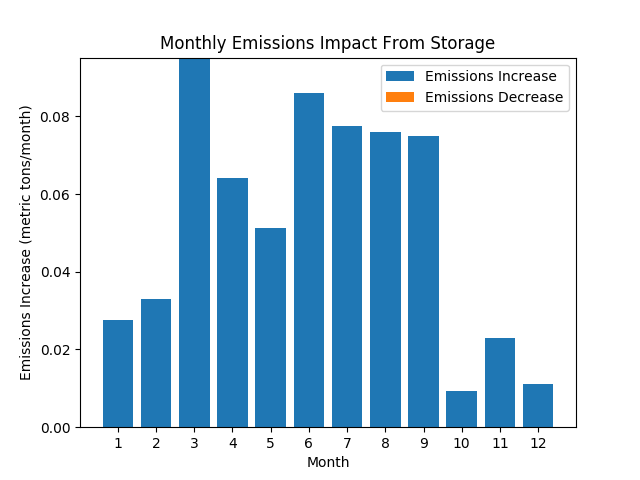 Monthly Emissions Impact From Storage
Emissions Increase
Emissions Decrease
Emissions Increase (metric tons/month)
0.08
0.06
0.04
0.02
0.00
1 2 3 4 5 6 7 8 9 10 11 12
Month